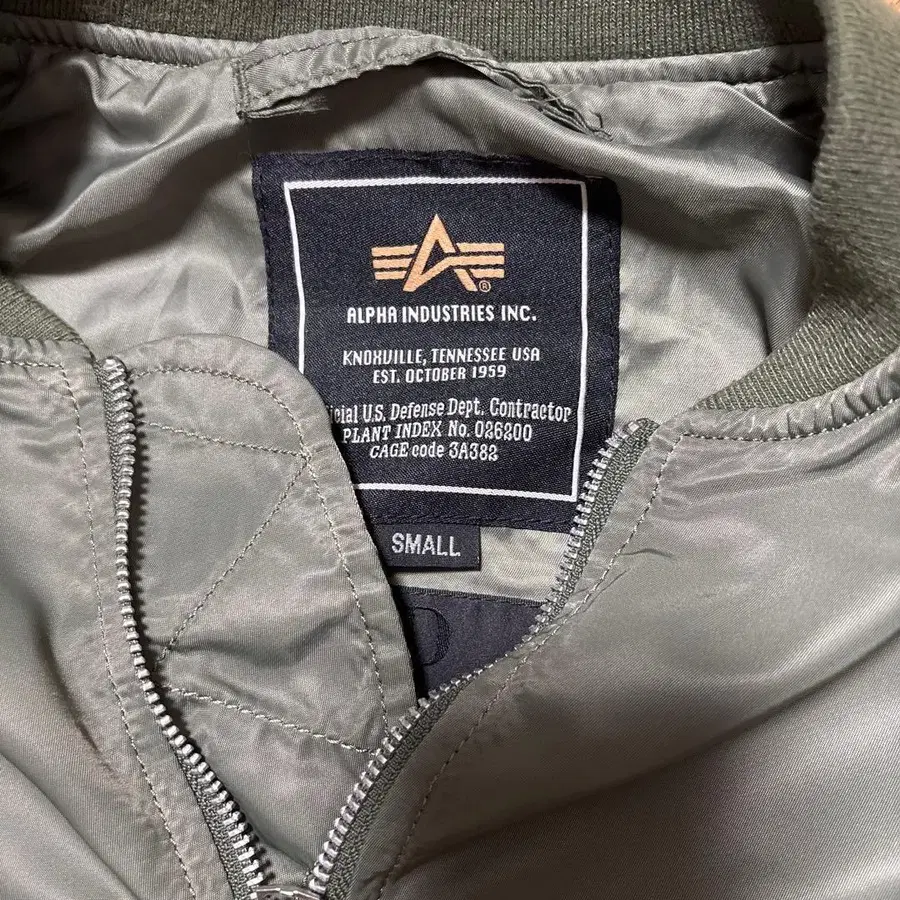 ALPHA INDUSTRIES INC.
KNOXVILLE, TENNESSEE USA
EST. OCTOBER 1959
U.S. Defense Dept. Contractor
PLANT INDEX No. 026200
CAGE code 3A382
SMALL